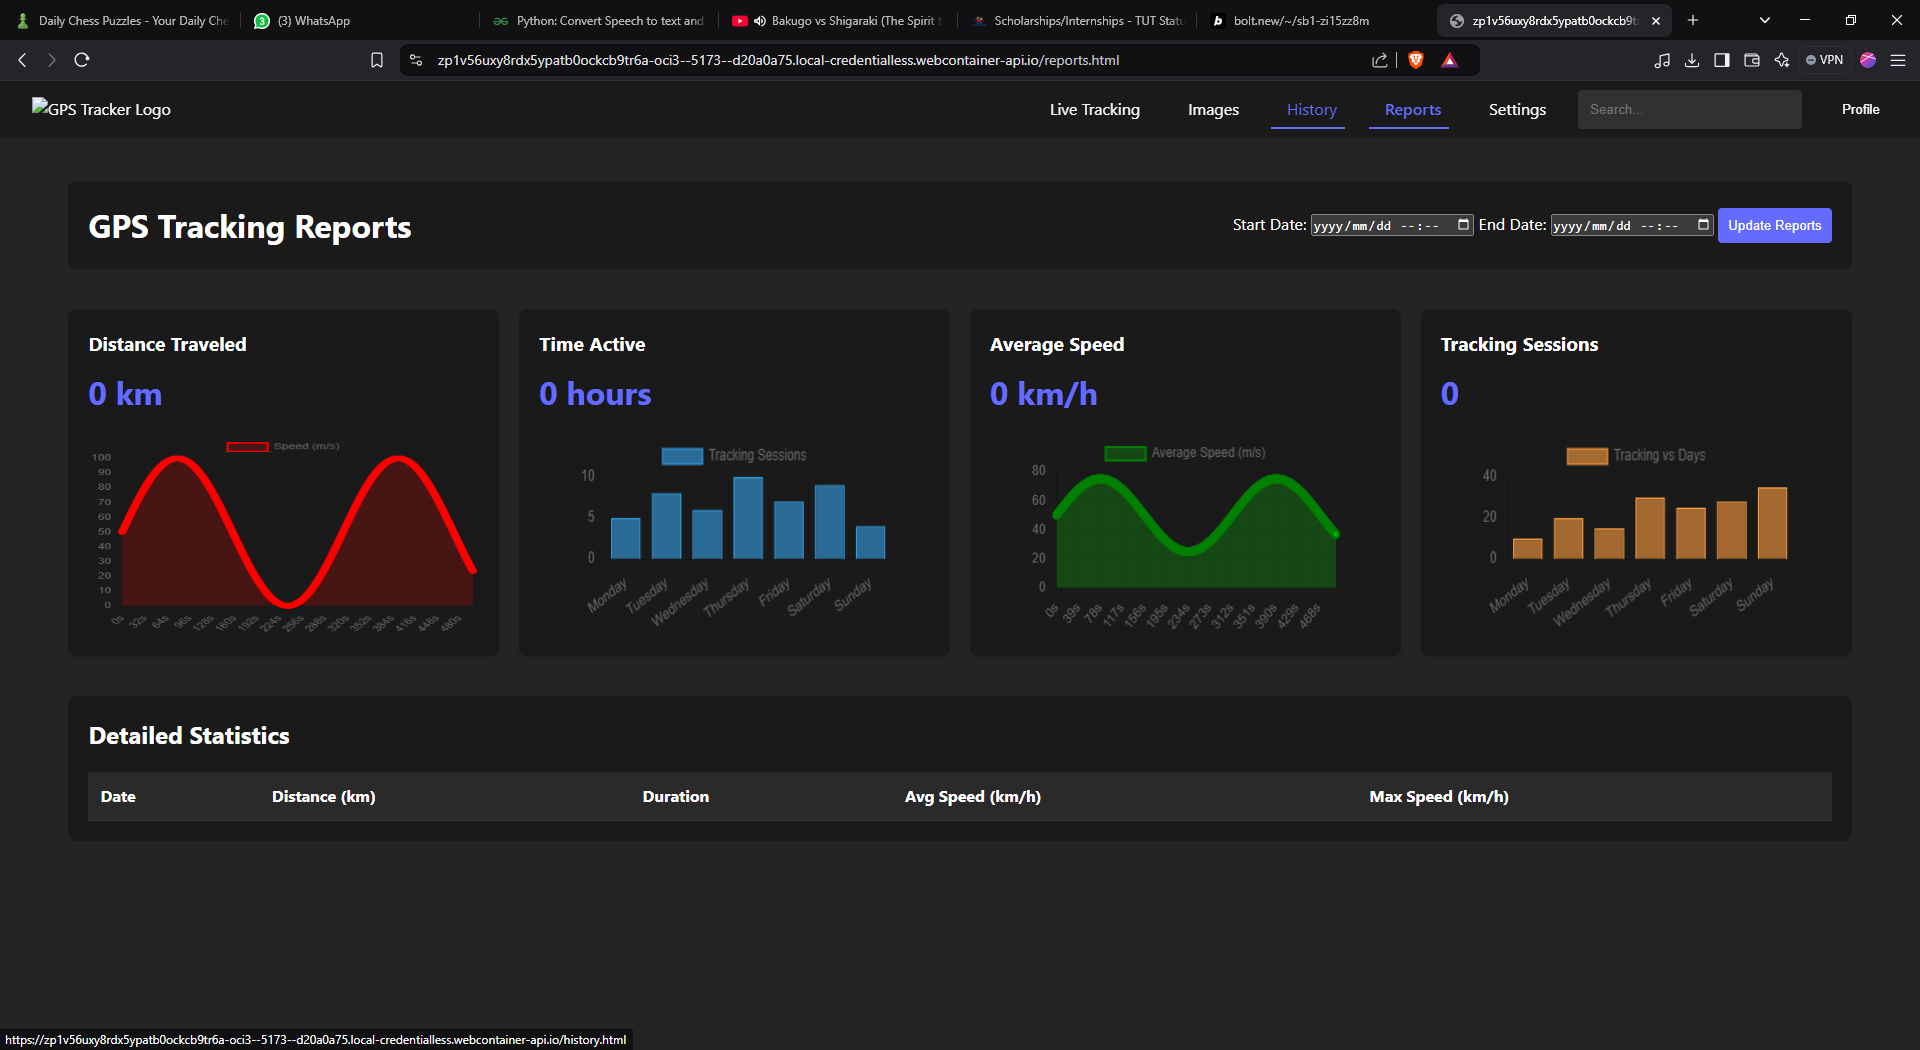 Daily Chess Puzzles - Your Daily Che
(3) WhatsApp
Python: Convert Speech to text and
Bakugo vs Shigaraki (The Spirit t
Scholarships/Internships - TUT Statu
bolt.new/~/sb1-zi15zz8m
zp1v56uxy8rdx5ypatb0ockcb9t
zp1v56uxy8rdx5ypatb0ockcb9tr6a-oci3--5173--d20a0a75.local-credentialless.webcontainer-api.io/reports.html
VPN
GPS Tracker Logo
Live Tracking
Images
History
Reports
Settings
Search...
Profile
GPS Tracking Reports
Start Date: yyyy/mm/dd --:-- End Date: yyyy/mm/dd --:-- Update Reports
Distance Traveled
0 km
Speed (m/s)
100
90
80
70
60
50
40
30
20
10
0
0s 32s 64s 96s 128s 160s 192s 224s 256s 288s 320s 352s 384s 416s 448s 480s
Time Active
0 hours
Tracking Sessions
10
5
0
Monday Tuesday Wednesday Thursday Friday Saturday Sunday
Average Speed
0 km/h
Average Speed (m/s)
80
60
40
20
0
0s 39s 78s 117s 156s 195s 234s 273s 312s 351s 390s 429s 468s
Tracking Sessions
0
Tracking vs Days
40
20
0
Monday Tuesday Wednesday Thursday Friday Saturday Sunday
Detailed Statistics
Date Distance (km) Duration Avg Speed (km/h) Max Speed (km/h)
https://zp1v56uxy8rdx5ypatb0ockcb9tr6a-oci3--5173--d20a0a75.local-credentialless.webcontainer-api.io/history.html